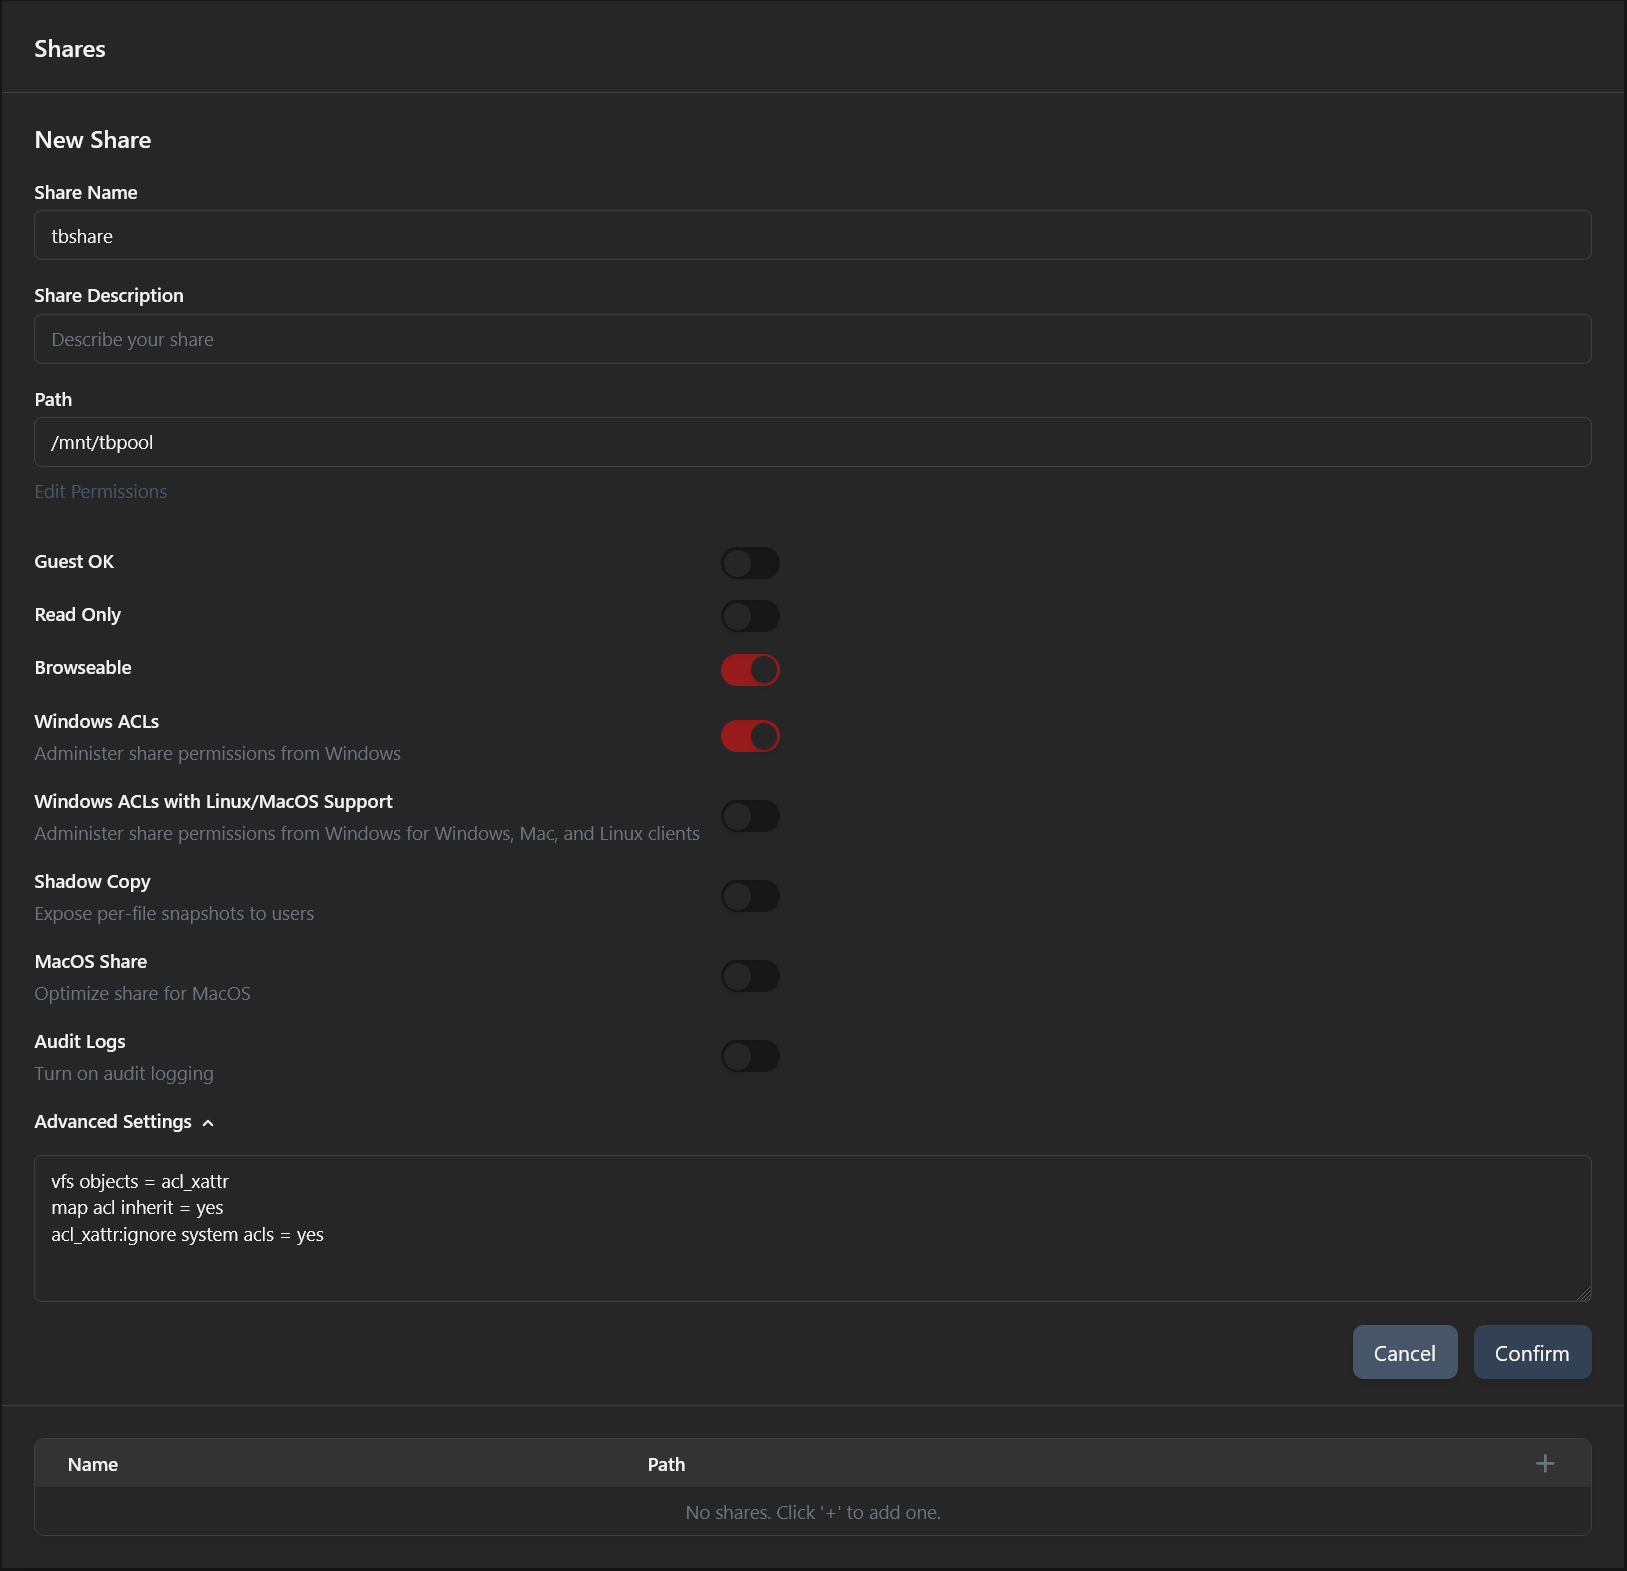 Shares
New Share
Share Name
tbshare
Share Description
Describe your share
Path
/mnt/tbpool
Edit Permissions
Guest OK
Read Only
Browseable
Windows ACLs
Administer share permissions from Windows
Windows ACLs with Linux/MacOS Support
Administer share permissions from Windows for Windows, Mac, and Linux clients
Shadow Copy
Expose per-file snapshots to users
MacOS Share
Optimize share for MacOS
Audit Logs
Turn on audit logging
Advanced Settings
vfs objects = acl_xattr
map acl inherit = yes
acl_xattr:ignore system acls = yes
Cancel Confirm
Name Path +
No shares. Click '+' to add one.